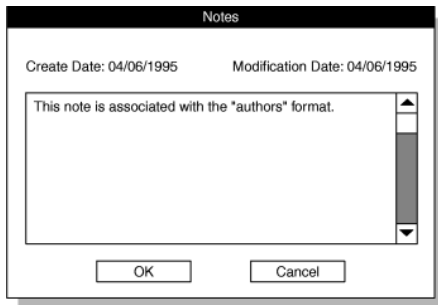 Notes
Create Date: 04/06/1995 Modification Date: 04/06/1995
This note is associated with the "authors" format.
OK Cancel